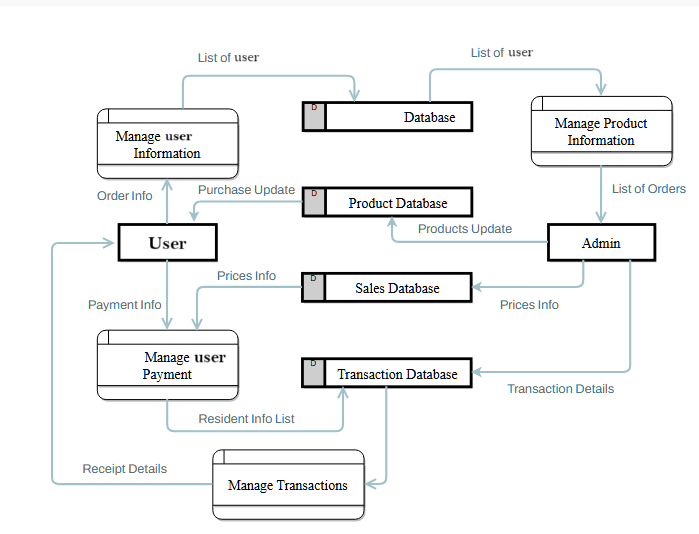 List of user
List of user
D
Database
Manage user
Information
Manage Product
Information
Order Info
Purchase Update
D
Product Database
List of Orders
Products Update
User
Admin
Prices Info
D
Sales Database
Payment Info
Prices Info
Manage user
Payment
D
Transaction Database
Transaction Details
Resident Info List
Receipt Details
Manage Transactions